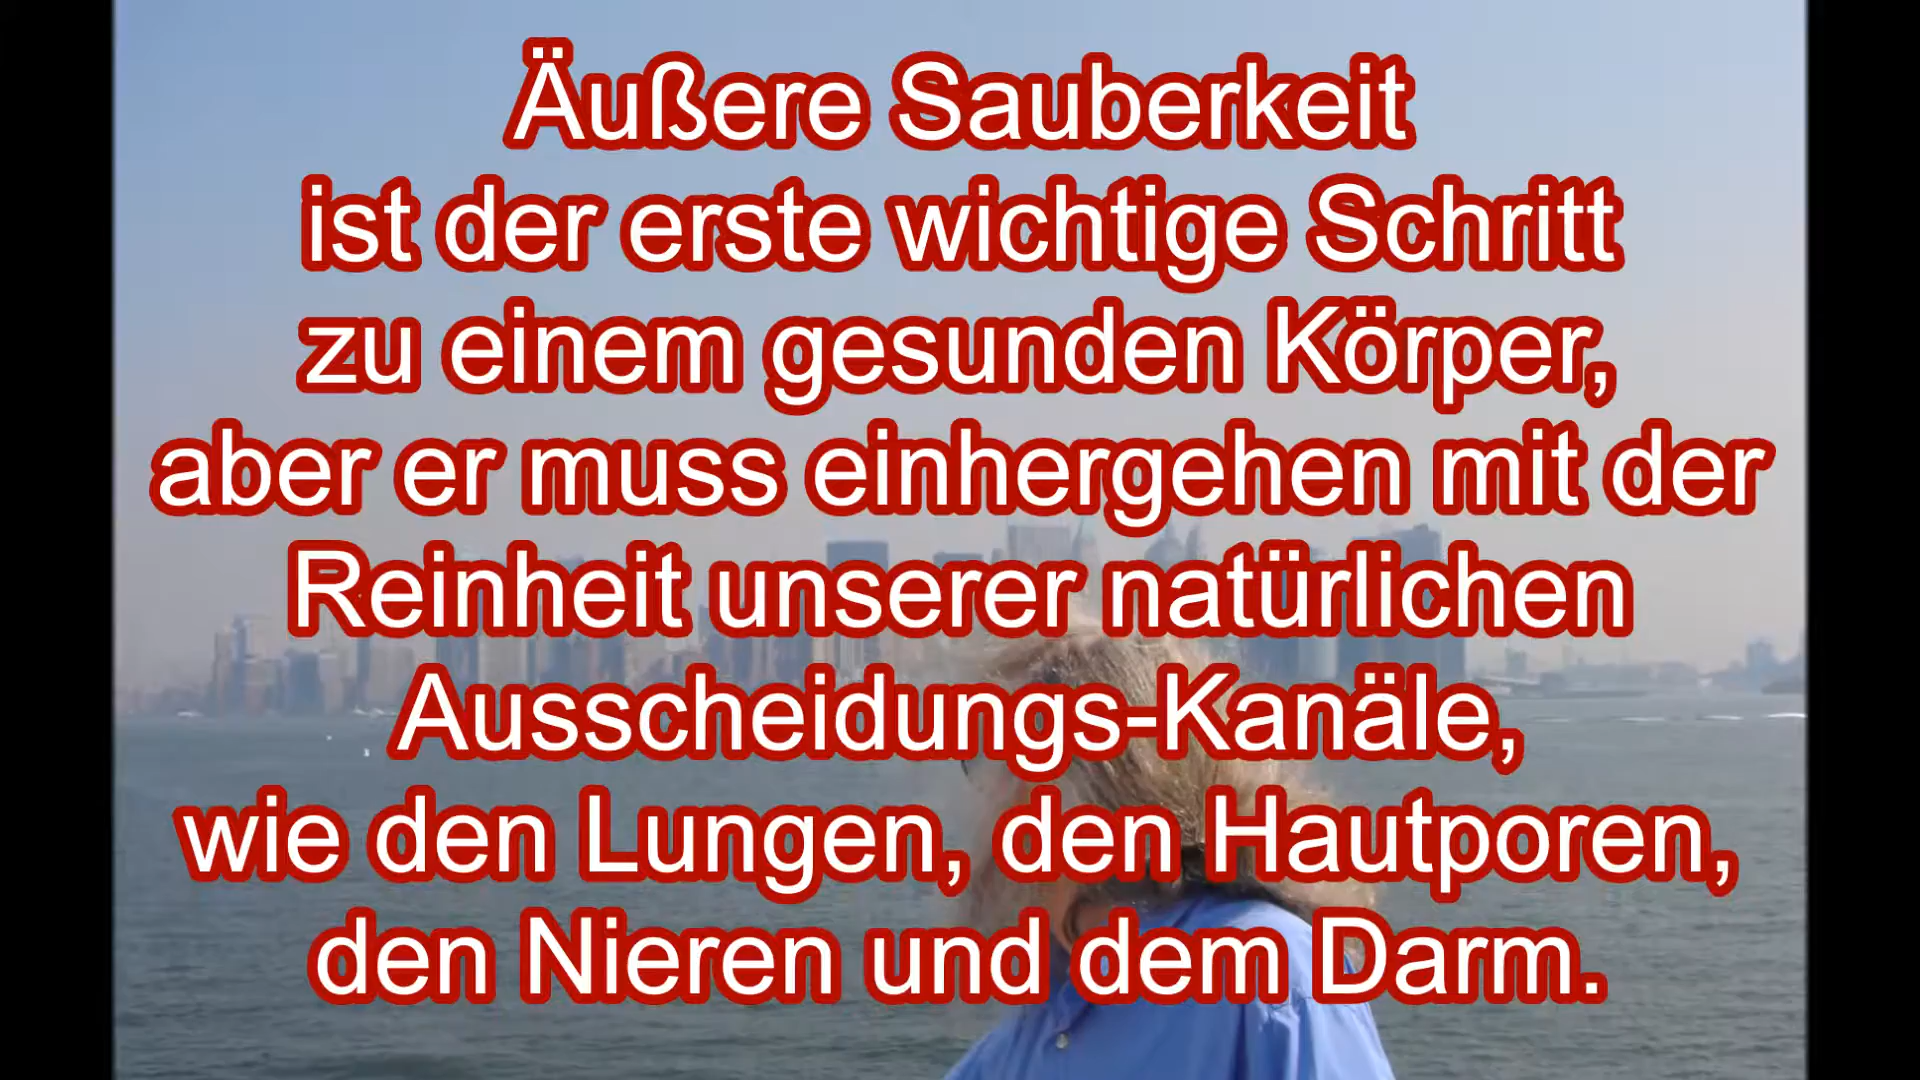 Äußere Sauberkeit
ist der erste wichtige Schritt
zu einem gesunden Körper,
aber er muss einhergehen mit der
Reinheit unserer natürlichen
Ausscheidungs-Kanäle,
wie den Lungen, den Hautporen,
den Nieren und dem Darm.